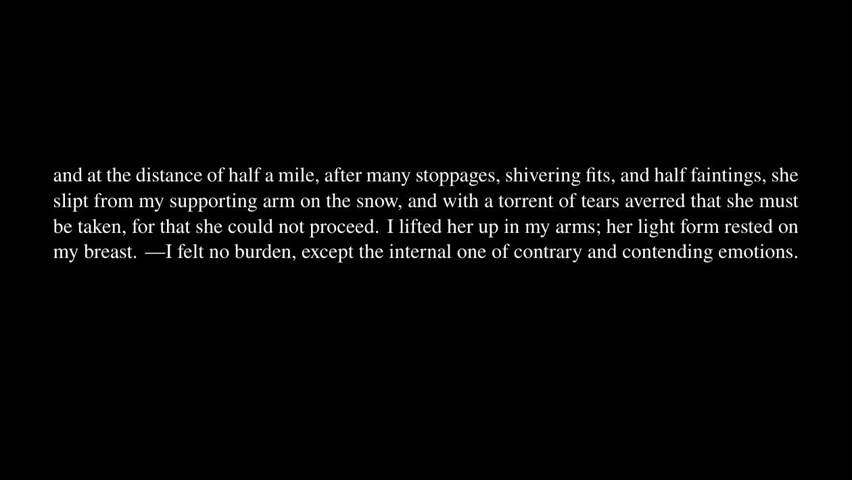 and at the distance of half a mile, after many stoppages, shivering fits, and half faintings, she
slipt from my supporting arm on the snow, and with a torrent of tears averred that she must
be taken, for that she could not proceed. I lifted her up in my arms; her light form rested on
my breast. —I felt no burden, except the internal one of contrary and contending emotions.